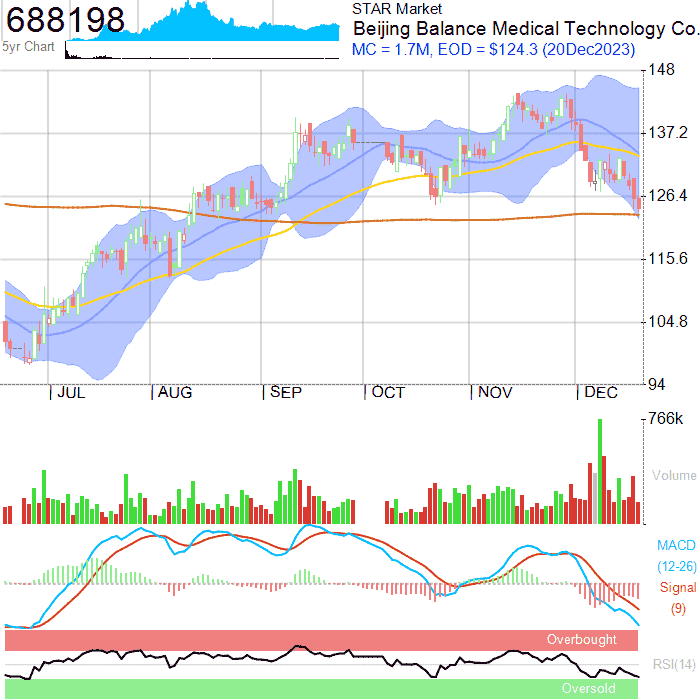 688198
STAR Market
Beijing Balance Medical Technology Co.
5yr Chart
MC = 1.7M, EOD = $124.3 (20Dec2023)
148
137.2
126.4
115.6
104.8
94
JUL AUG SEP OCT NOV DEC
766k
Volume
MACD
(12-26)
Signal
(9)
Overbought
RSI(14)
Oversold